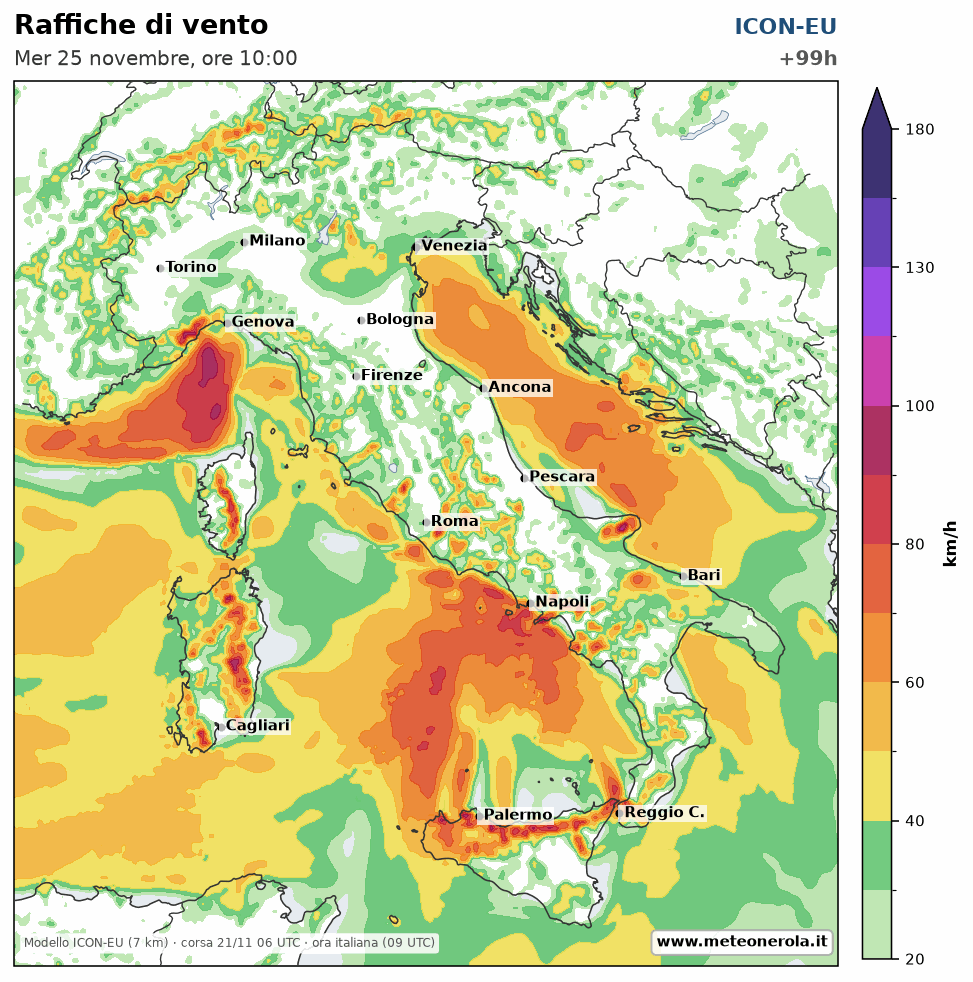 Raffiche di vento
ICON-EU
Mer 25 novembre, ore 10:00
+99h
180
130
100
80
60
40
20
km/h
Milano
Venezia
Torino
Genova
Bologna
Firenze
Ancona
Pescara
Roma
Bari
Napoli
Cagliari
Palermo
Reggio C.
Modello ICON-EU (7 km) · corsa 21/11 06 UTC · ora italiana (09 UTC)
www.meteonerola.it